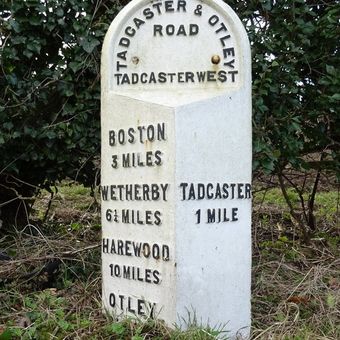 TADCASTER & OTLEY
ROAD
TADCASTER WEST
BOSTON
3 MILES
WETHERBY
6½ MILES
HAREWOOD
10 MILES
OTLEY
TADCASTER
1 MILE